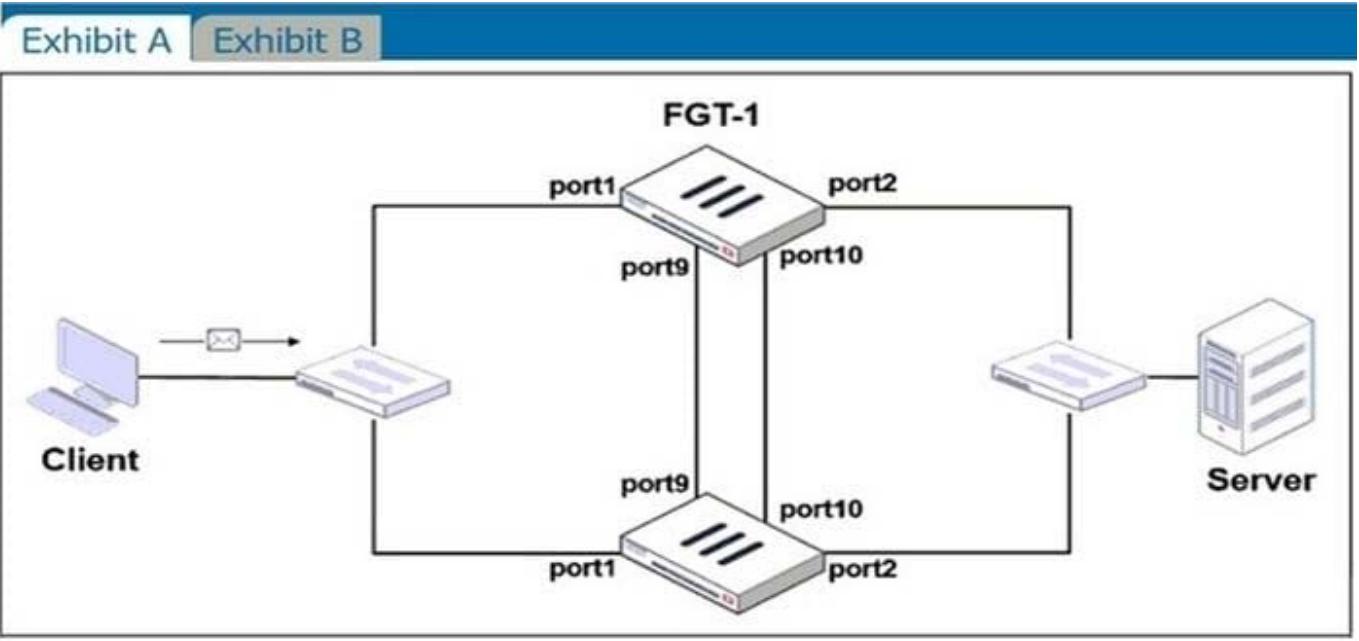 Exhibit A Exhibit B
FGT-1
port1 port2
port9 port10
Client
Server
port9 port10
port1 port2